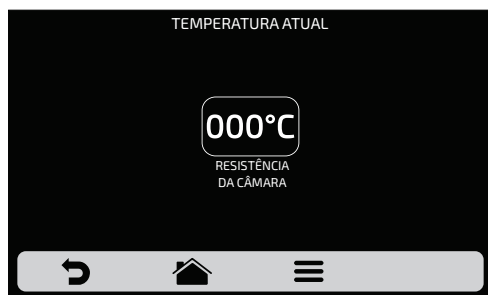 TEMPERATURA ATUAL
000°C
RESISTÊNCIA
DA CÂMARA